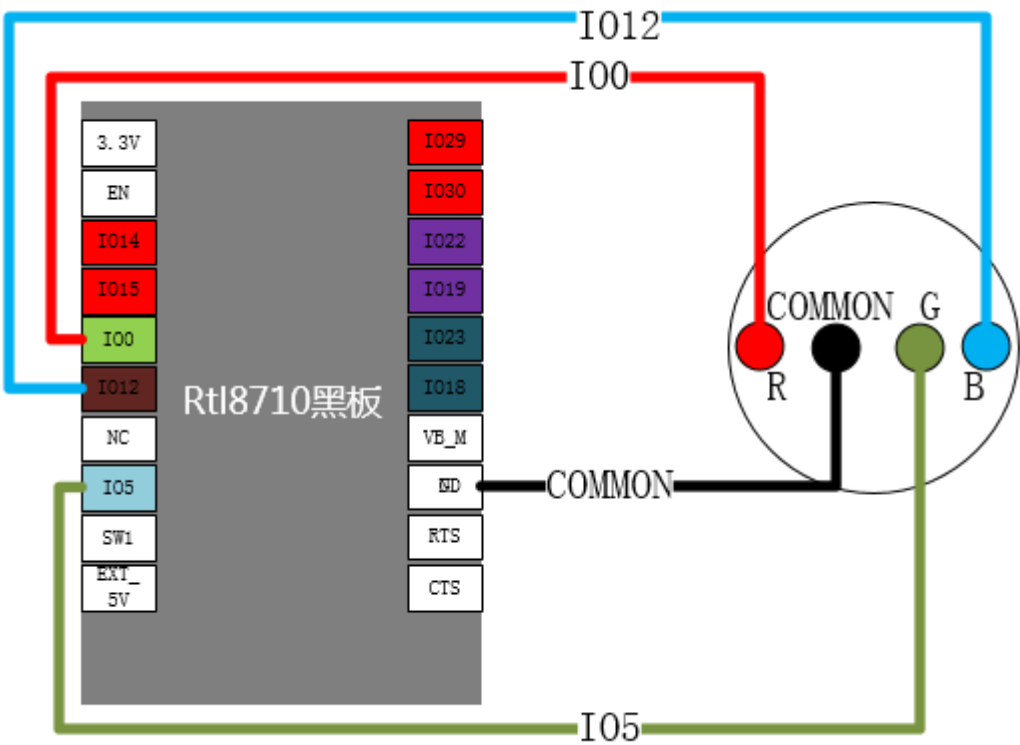 IO12
IO0
3.3V
IO29
EN
IO30
IO14
IO22
IO15
IO19
COMMON G
IO0
IO23
R B
IO12
Rtl8710黑板
IO18
NC
VB_M
IO5
COMMON
SW1
RTS
EXT_
5V
CTS
IO5